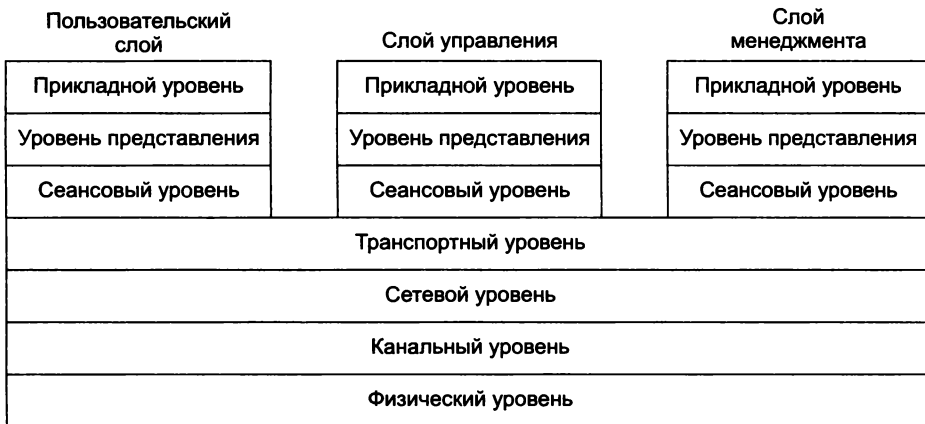 Пользовательский
слой
Слой управления
Слой
менеджмента
Прикладной уровень
Прикладной уровень
Прикладной уровень
Уровень представления
Уровень представления
Уровень представления
Сеансовый уровень
Сеансовый уровень
Сеансовый уровень
Транспортный уровень
Сетевой уровень
Канальный уровень
Физический уровень